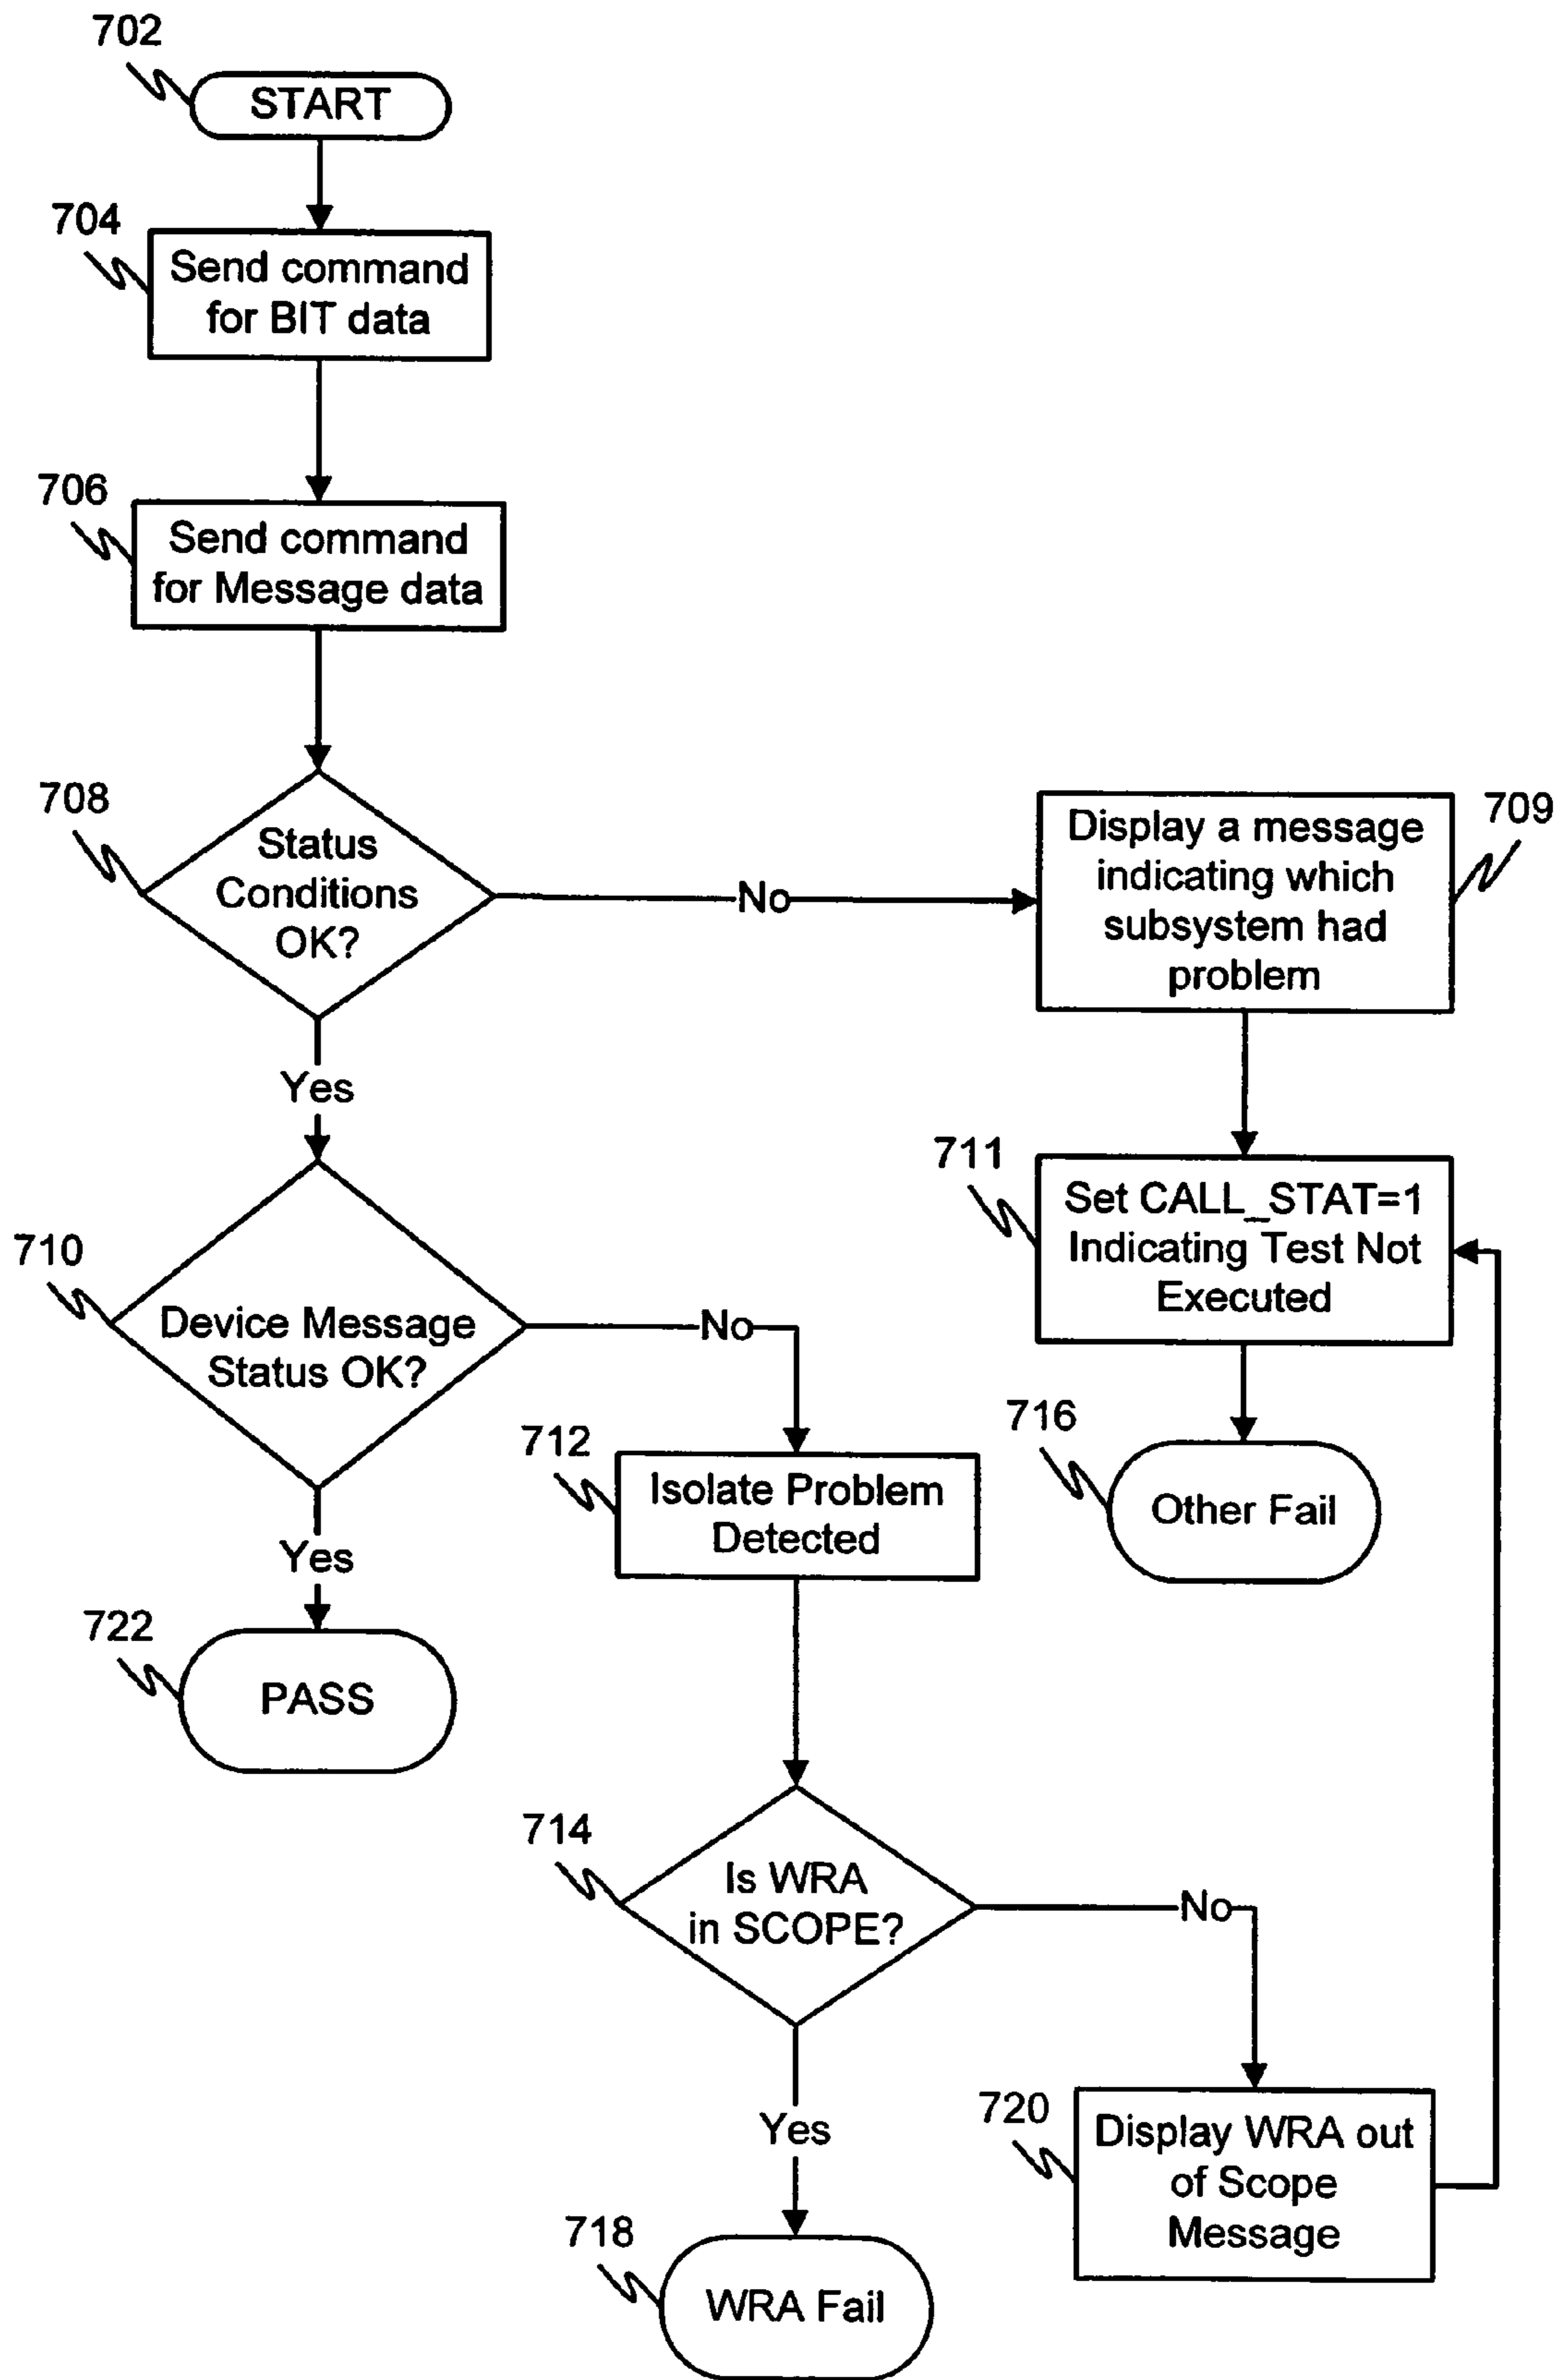 702
START
704
Send command
for BIT data
706
Send command
for Message data
708
Status
Conditions
OK?
No
Display a message
indicating which
subsystem had
problem
709
Yes
711
Set CALL_STAT=1
Indicating Test Not
Executed
710
Device Message
Status OK?
No
716
Other Fail
712
Isolate Problem
Detected
Yes
722
PASS
714
Is WRA
in SCOPE?
No
Yes
720
Display WRA out
of Scope
Message
718
WRA Fail